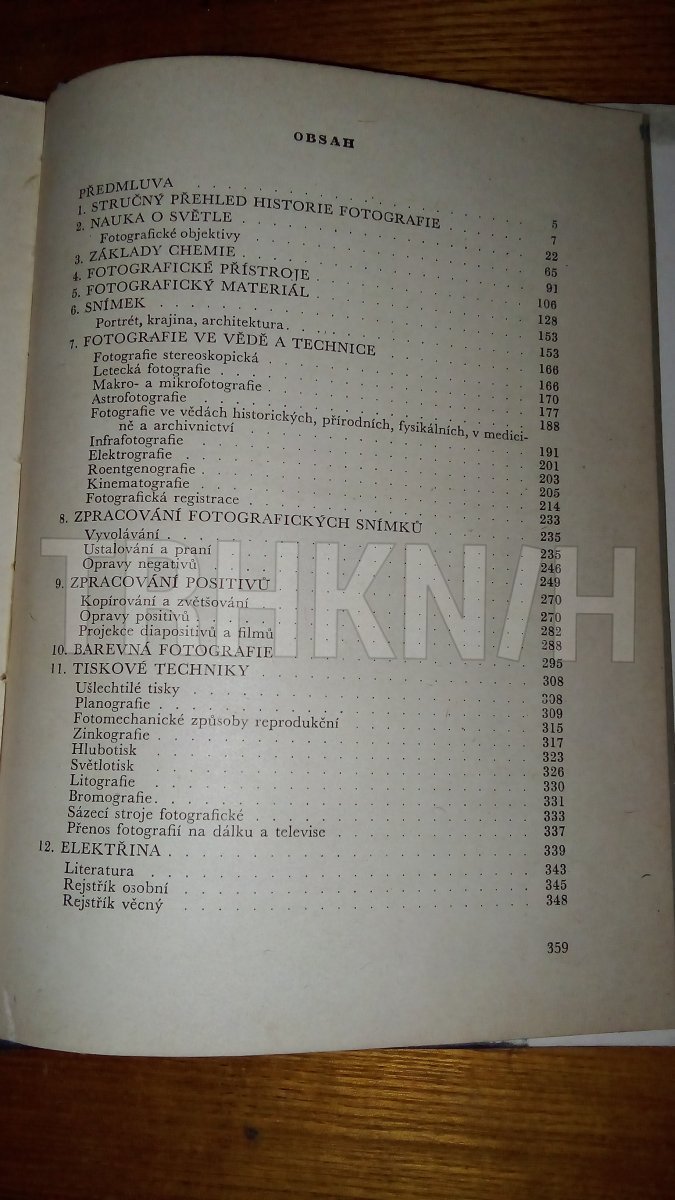 OBSAH
PŘEDMLUVA . . . . . . . . . . 5
1. STRUČNÝ PŘEHLED HISTORIE FOTOGRAFIE . . . . . 7
2. NAUKA O SVĚTLE . . . . . . . . . . 22
Fotografické objektivy . . . . . . . . . . 65
3. ZÁKLADY CHEMIE . . . . . . . . . . 91
4. FOTOGRAFICKÉ PŘÍSTROJE . . . . . . . . . . 106
5. FOTOGRAFICKÝ MATERIÁL . . . . . . . . . . 128
6. SNÍMEK . . . . . . . . . . 153
Portrét, krajina, architektura . . . . . . . . . . 153
7. FOTOGRAFIE VE VĚDĚ A TECHNICE . . . . . . . . . . 166
Fotografie stereoskopická . . . . . . . . . . 166
Letecká fotografie . . . . . . . . . . 170
Makro- a mikrofotografie . . . . . . . . . . 177
Astrofotografie . . . . . . . . . . 188
Fotografie ve vědách historických, přírodních, fysikálních, v medici-
ně a archivnictví . . . . . . . . . . 191
Infrafotografie . . . . . . . . . . 201
Elektrografie . . . . . . . . . . 203
Roentgenografie . . . . . . . . . . 205
Kinematografie . . . . . . . . . . 214
Fotografická registrace . . . . . . . . . . 233
8. ZPRACOVÁNÍ FOTOGRAFICKÝCH SNÍMKŮ . . . . . . . . . . 235
Vyvolávání . . . . . . . . . . 235
Ustalování a praní . . . . . . . . . . 246
Opravy negativů . . . . . . . . . . 249
9. ZPRACOVÁNÍ POSITIVŮ . . . . . . . . . . 270
Kopírování a zvětšování . . . . . . . . . . 270
Opravy positivů . . . . . . . . . . 282
Projekce diapositivů a filmů . . . . . . . . . . 288
10. BAREVNÁ FOTOGRAFIE . . . . . . . . . . 295
11. TISKOVÉ TECHNIKY . . . . . . . . . . 308
Ušlechtilé tisky . . . . . . . . . . 308
Planografie . . . . . . . . . . 309
Fotomechanické způsoby reprodukční . . . . . . . . . . 315
Zinkografie . . . . . . . . . . 317
Hlubotisk . . . . . . . . . . 323
Světlotisk . . . . . . . . . . 326
Litografie . . . . . . . . . . 330
Bromografie . . . . . . . . . . 331
Sázecí stroje fotografické . . . . . . . . . . 333
Přenos fotografií na dálku a televise . . . . . . . . . . 337
12. ELEKTŘINA . . . . . . . . . . 339
Literatura . . . . . . . . . . 343
Rejstřík osobní . . . . . . . . . . 345
Rejstřík věcný . . . . . . . . . . 348
359
TRHKN/H